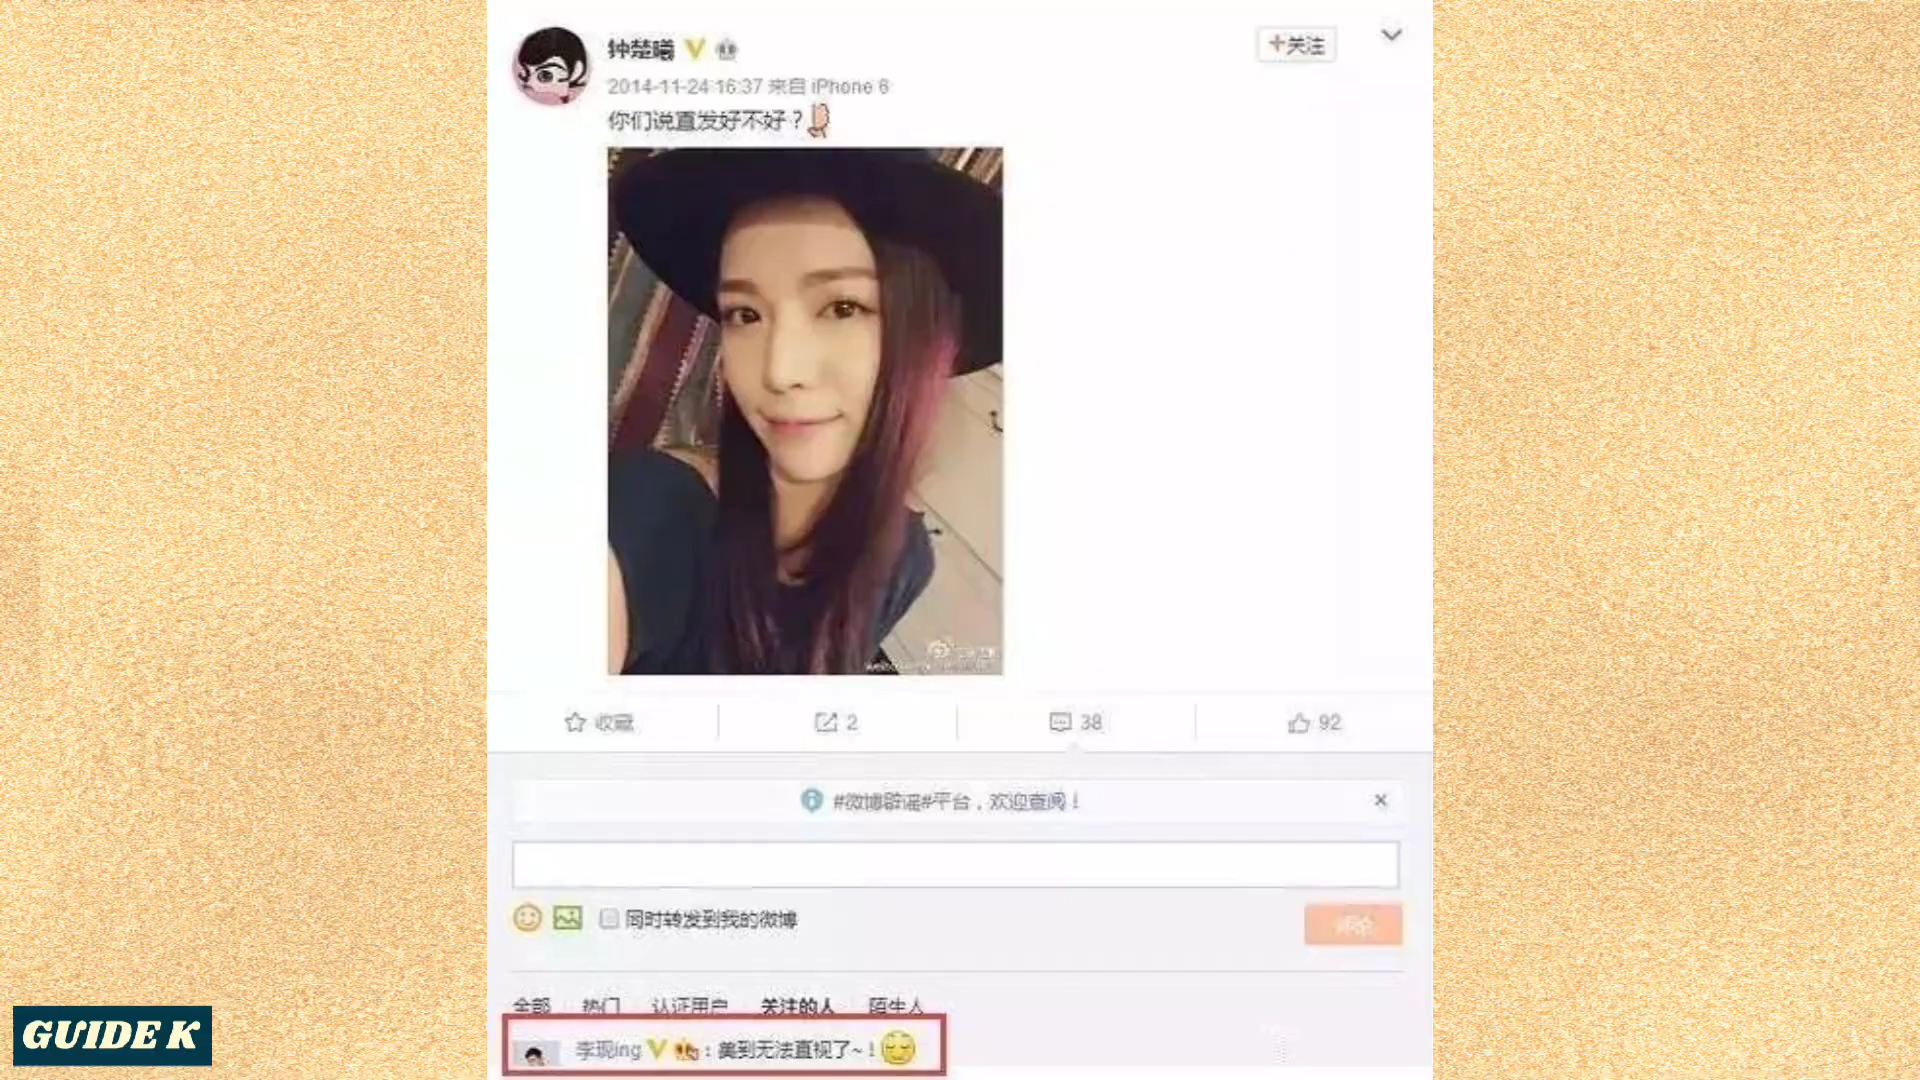 钟楚曦
+关注
2014-11-24 16:37 来自 iPhone 6
你们说直发好不好？
收藏
2
38
92
#微博辟谣#平台，欢迎查阅！
同时转发到我的微博
评论
全部 热门 认证用户 关注的人 陌生人
李现ing：美到无法直视了~！
GUIDE K